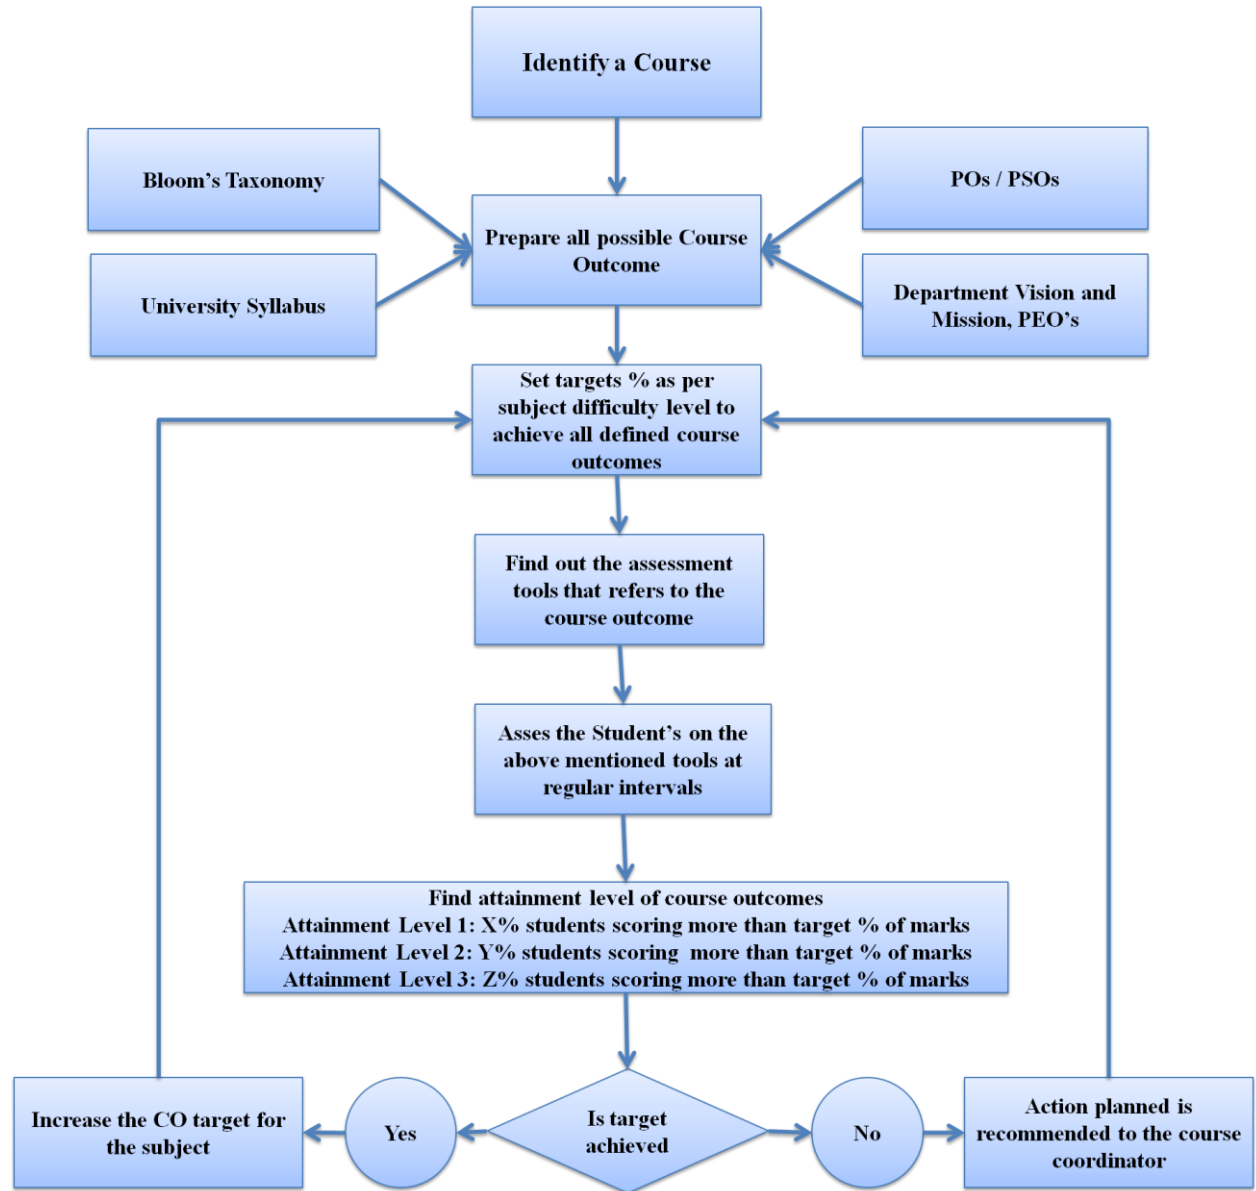 Identify a Course
Bloom’s Taxonomy
POs / PSOs
Prepare all possible Course
Outcome
University Syllabus
Department Vision and
Mission, PEO’s
Set targets % as per
subject difficulty level to
achieve all defined course
outcomes
Find out the assessment
tools that refers to the
course outcome
Asses the Student’s on the
above mentioned tools at
regular intervals
Find attainment level of course outcomes
Attainment Level 1: X% students scoring more than target % of marks
Attainment Level 2: Y% students scoring  more than target % of marks
Attainment Level 3: Z% students scoring more than target % of marks
Increase the CO target for
the subject
Yes
Is target
achieved
No
Action planned is
recommended to the course
coordinator